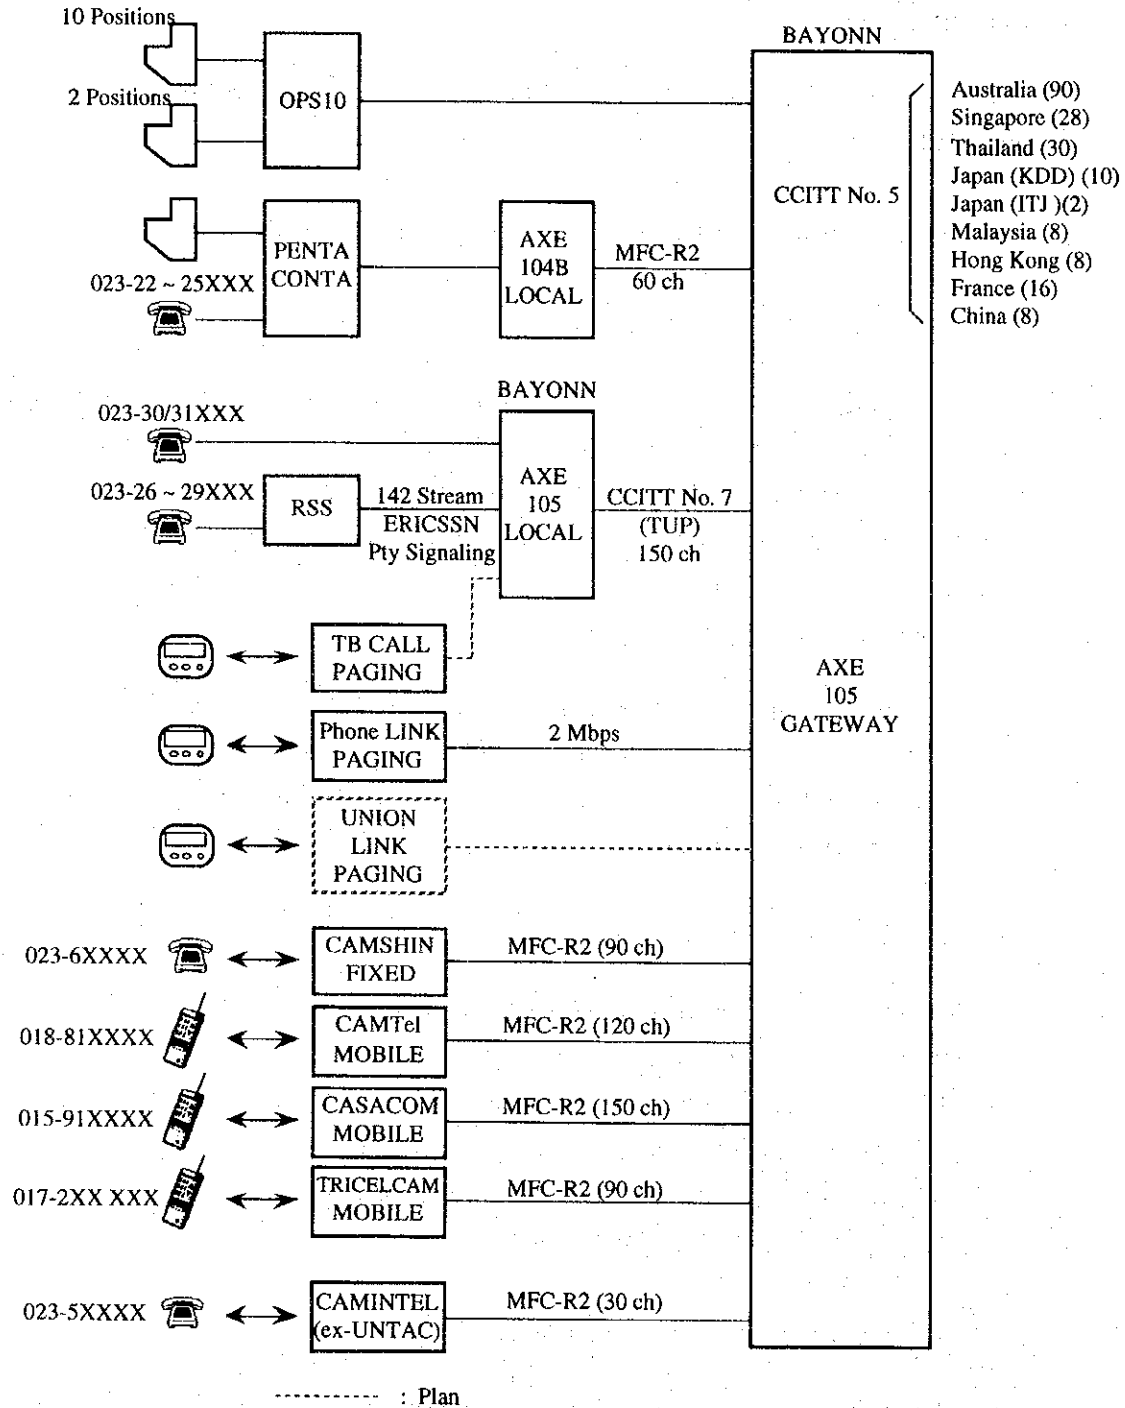 10 Positions
BAYONN
2 Positions
OPS10
Australia (90)
Singapore (28)
Thailand (30)
CCITT No. 5
Japan (KDD) (10)
Japan (ITJ )(2)
Malaysia (8)
Hong Kong (8)
France (16)
China (8)
PENTA
CONTA
AXE
104B
LOCAL
MFC-R2
60 ch
023-22 ~ 25XXX
BAYONN
023-30/31XXX
023-26 ~ 29XXX
RSS
142 Stream
ERICSSN
Pty Signaling
AXE
105
LOCAL
CCITT No. 7
(TUP)
150 ch
TB CALL
PAGING
AXE
105
GATEWAY
Phone LINK
PAGING
2 Mbps
UNION
LINK
PAGING
023-6XXXX
CAMSHIN
FIXED
MFC-R2 (90 ch)
018-81XXXX
CAMTel
MOBILE
MFC-R2 (120 ch)
015-91XXXX
CASACOM
MOBILE
MFC-R2 (150 ch)
017-2XX XXX
TRICELCAM
MOBILE
MFC-R2 (90 ch)
023-5XXXX
CAMINTEL
(ex-UNTAC)
MFC-R2 (30 ch)
: Plan